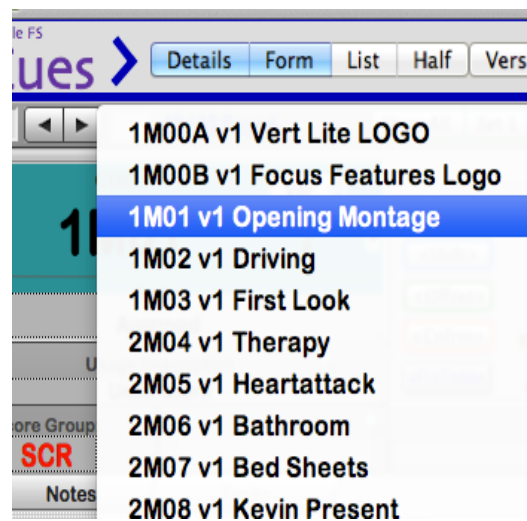 le FS
ues
Details Form List Half Vers
1M00A v1 Vert Lite LOGO
1M00B v1 Focus Features Logo
1M01 v1 Opening Montage
1M02 v1 Driving
1M03 v1 First Look
2M04 v1 Therapy
2M05 v1 Heartattack
ore Group
2M06 v1 Bathroom
SCR
2M07 v1 Bed Sheets
Notes
2M08 v1 Kevin Present